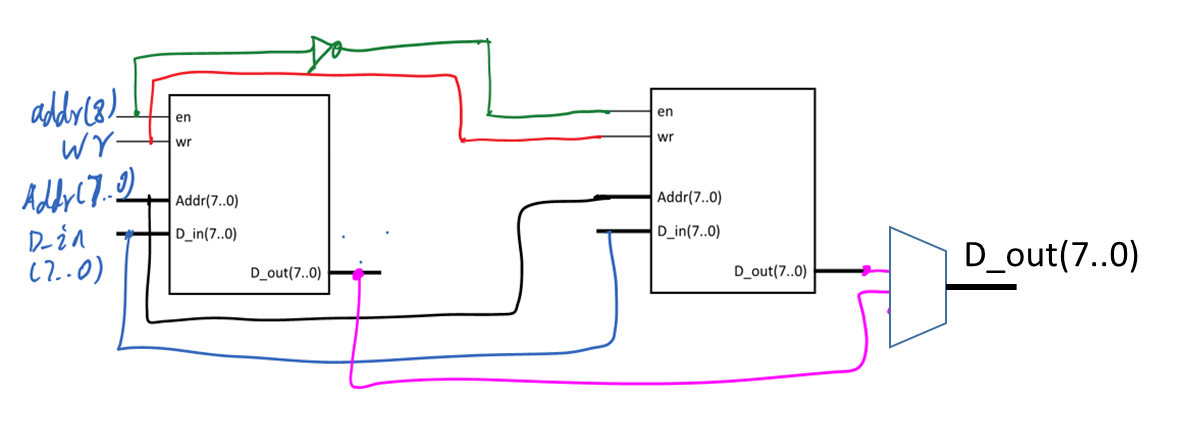 addr(8)
wr
Addr(7..0)
D_in
(7..0)
en
wr
Addr(7..0)
D_in(7..0)
D_out(7..0)
en
wr
Addr(7..0)
D_in(7..0)
D_out(7..0)
D_out(7..0)